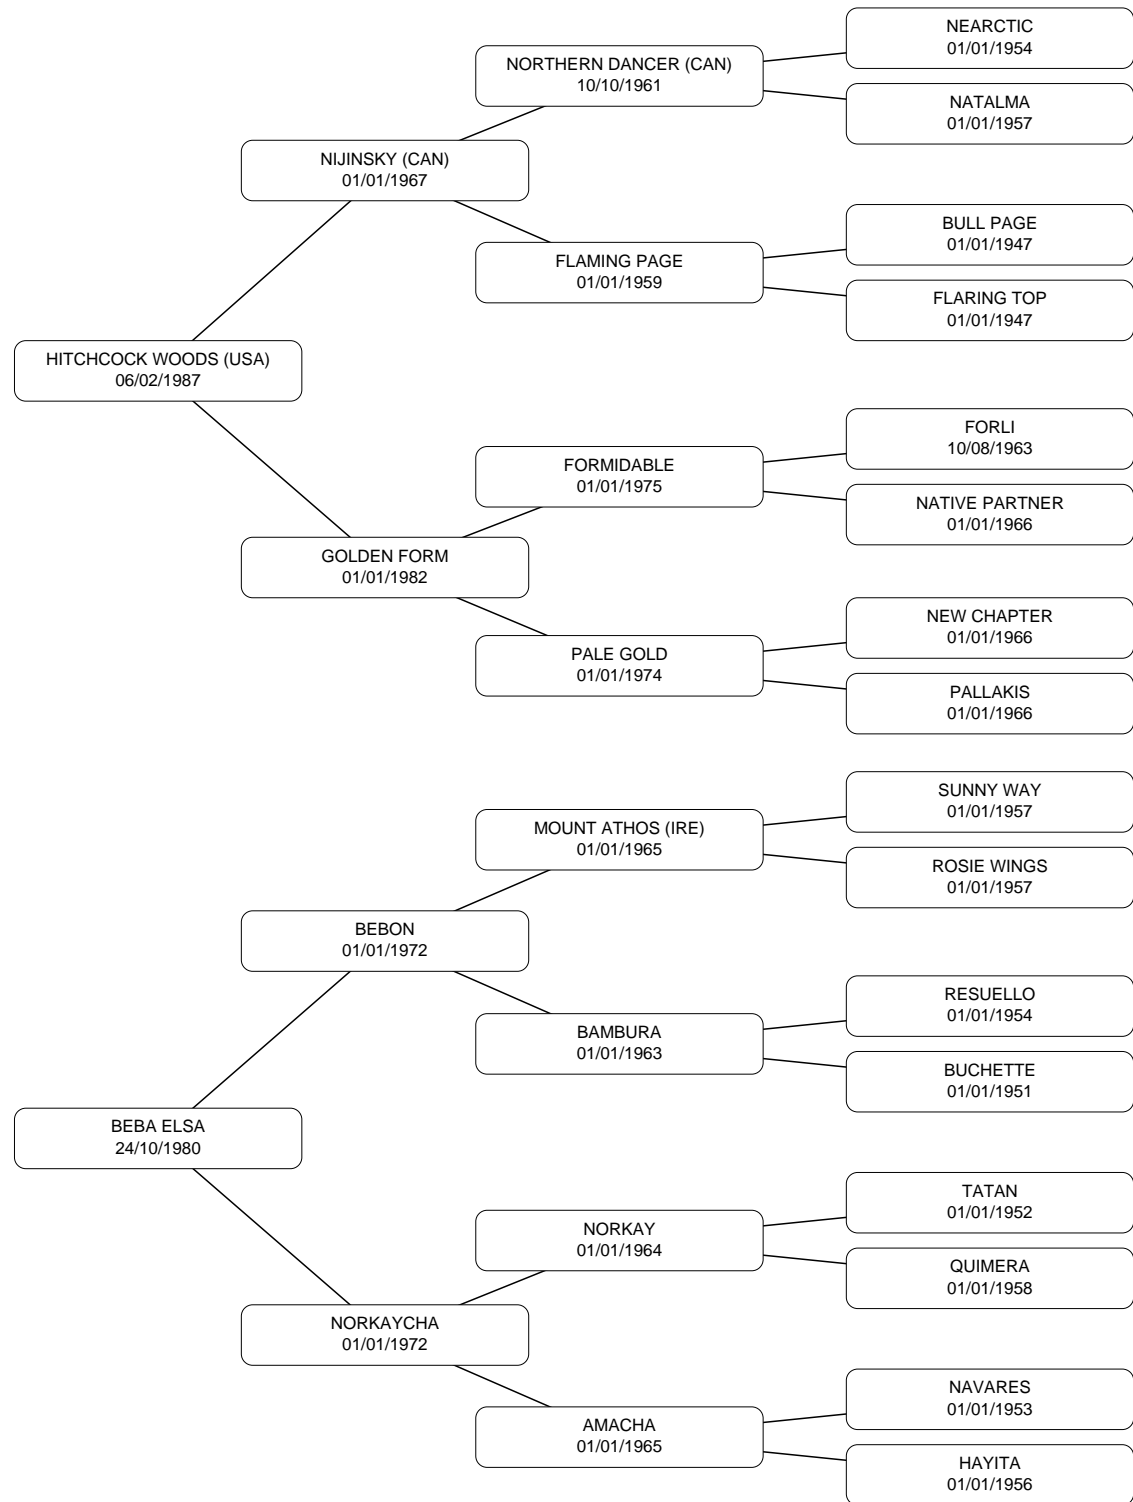 NEARCTIC
01/01/1954
NORTHERN DANCER (CAN)
10/10/1961
NATALMA
01/01/1957
NIJINSKY (CAN)
01/01/1967
BULL PAGE
01/01/1947
FLAMING PAGE
01/01/1959
FLARING TOP
01/01/1947
HITCHCOCK WOODS (USA)
06/02/1987
FORLI
10/08/1963
FORMIDABLE
01/01/1975
NATIVE PARTNER
01/01/1966
GOLDEN FORM
01/01/1982
NEW CHAPTER
01/01/1966
PALE GOLD
01/01/1974
PALLAKIS
01/01/1966
SUNNY WAY
01/01/1957
MOUNT ATHOS (IRE)
01/01/1965
ROSIE WINGS
01/01/1957
BEBON
01/01/1972
RESUELLO
01/01/1954
BAMBURA
01/01/1963
BUCHETTE
01/01/1951
BEBA ELSA
24/10/1980
TATAN
01/01/1952
NORKAY
01/01/1964
QUIMERA
01/01/1958
NORKAYCHA
01/01/1972
NAVARES
01/01/1953
AMACHA
01/01/1965
HAYITA
01/01/1956